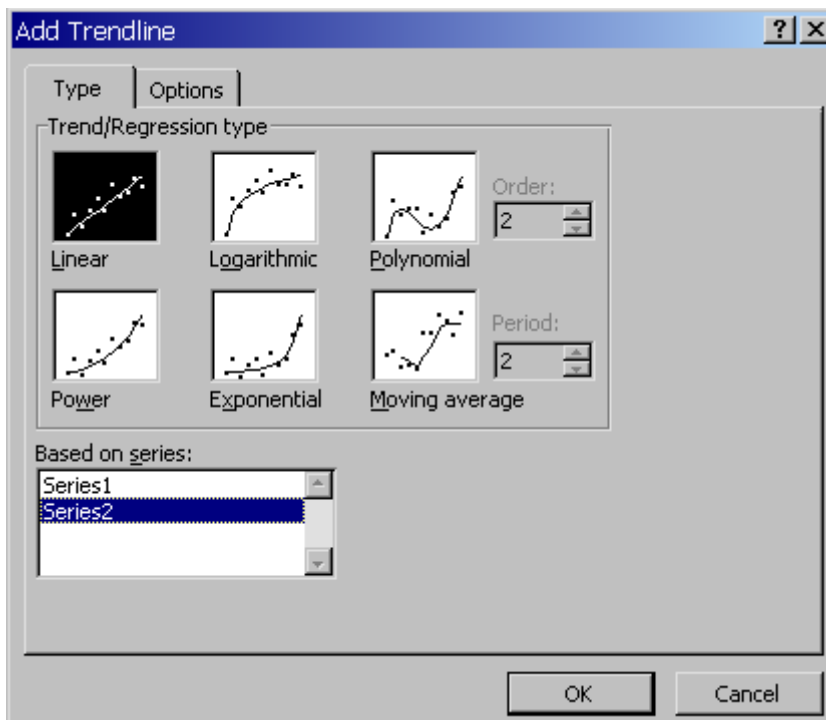 Add Trendline
Type Options
Trend/Regression type
Order:
2
Linear Logarithmic Polynomial
Period:
2
Power Exponential Moving average
Based on series:
Series1
Series2
OK Cancel